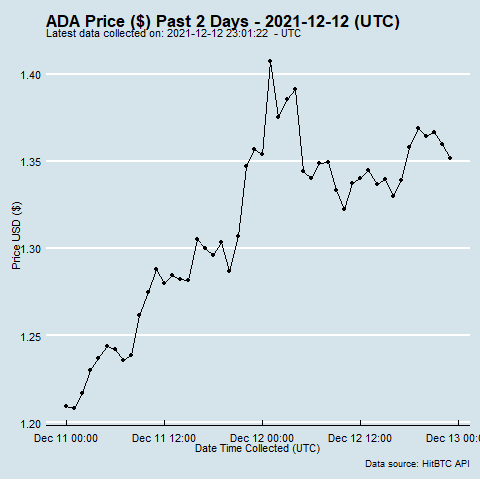 ADA Price ($) Past 2 Days - 2021-12-12 (UTC)
Latest data collected on: 2021-12-12 23:01:22 - UTC
1.40
1.35
1.30
1.25
1.20
Price USD ($)
Dec 11 00:00 Dec 11 12:00 Dec 12 00:00 Dec 12 12:00 Dec 13 00:0
Date Time Collected (UTC)
Data source: HitBTC API